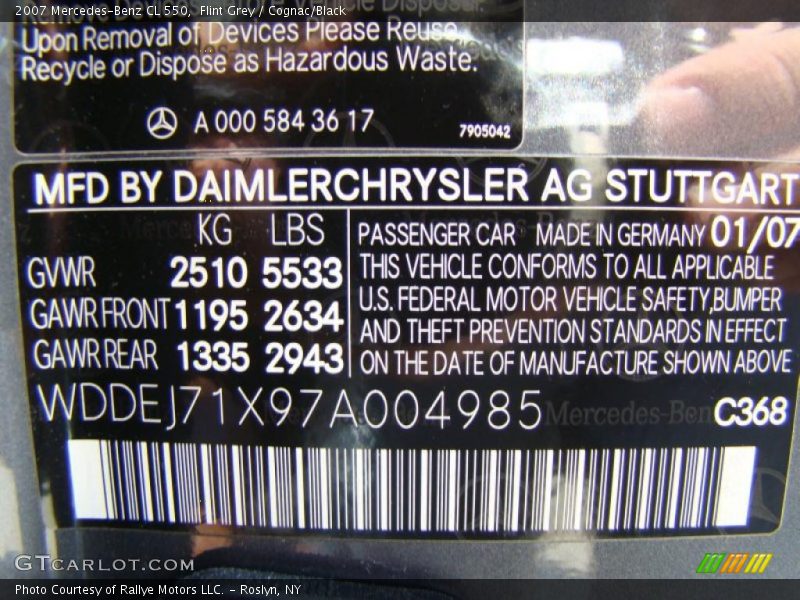 2007 Mercedes-Benz CL 550, Flint Grey / Cognac/Black
Upon Removal of Devices Please Reuse,
Recycle or Dispose as Hazardous Waste.
A 000 584 36 17
7905042
MFD BY DAIMLERCHRYSLER AG STUTTGART
KG LBS
GVWR 2510 5533
GAWR FRONT 1195 2634
GAWR REAR 1335 2943
PASSENGER CAR MADE IN GERMANY 01/07
THIS VEHICLE CONFORMS TO ALL APPLICABLE
U.S. FEDERAL MOTOR VEHICLE SAFETY,BUMPER
AND THEFT PREVENTION STANDARDS IN EFFECT
ON THE DATE OF MANUFACTURE SHOWN ABOVE
WDDEJ71X97A004985
Mercedes-Benz
C368
GTCARLOT.COM
Photo Courtesy of Rallye Motors LLC. - Roslyn, NY